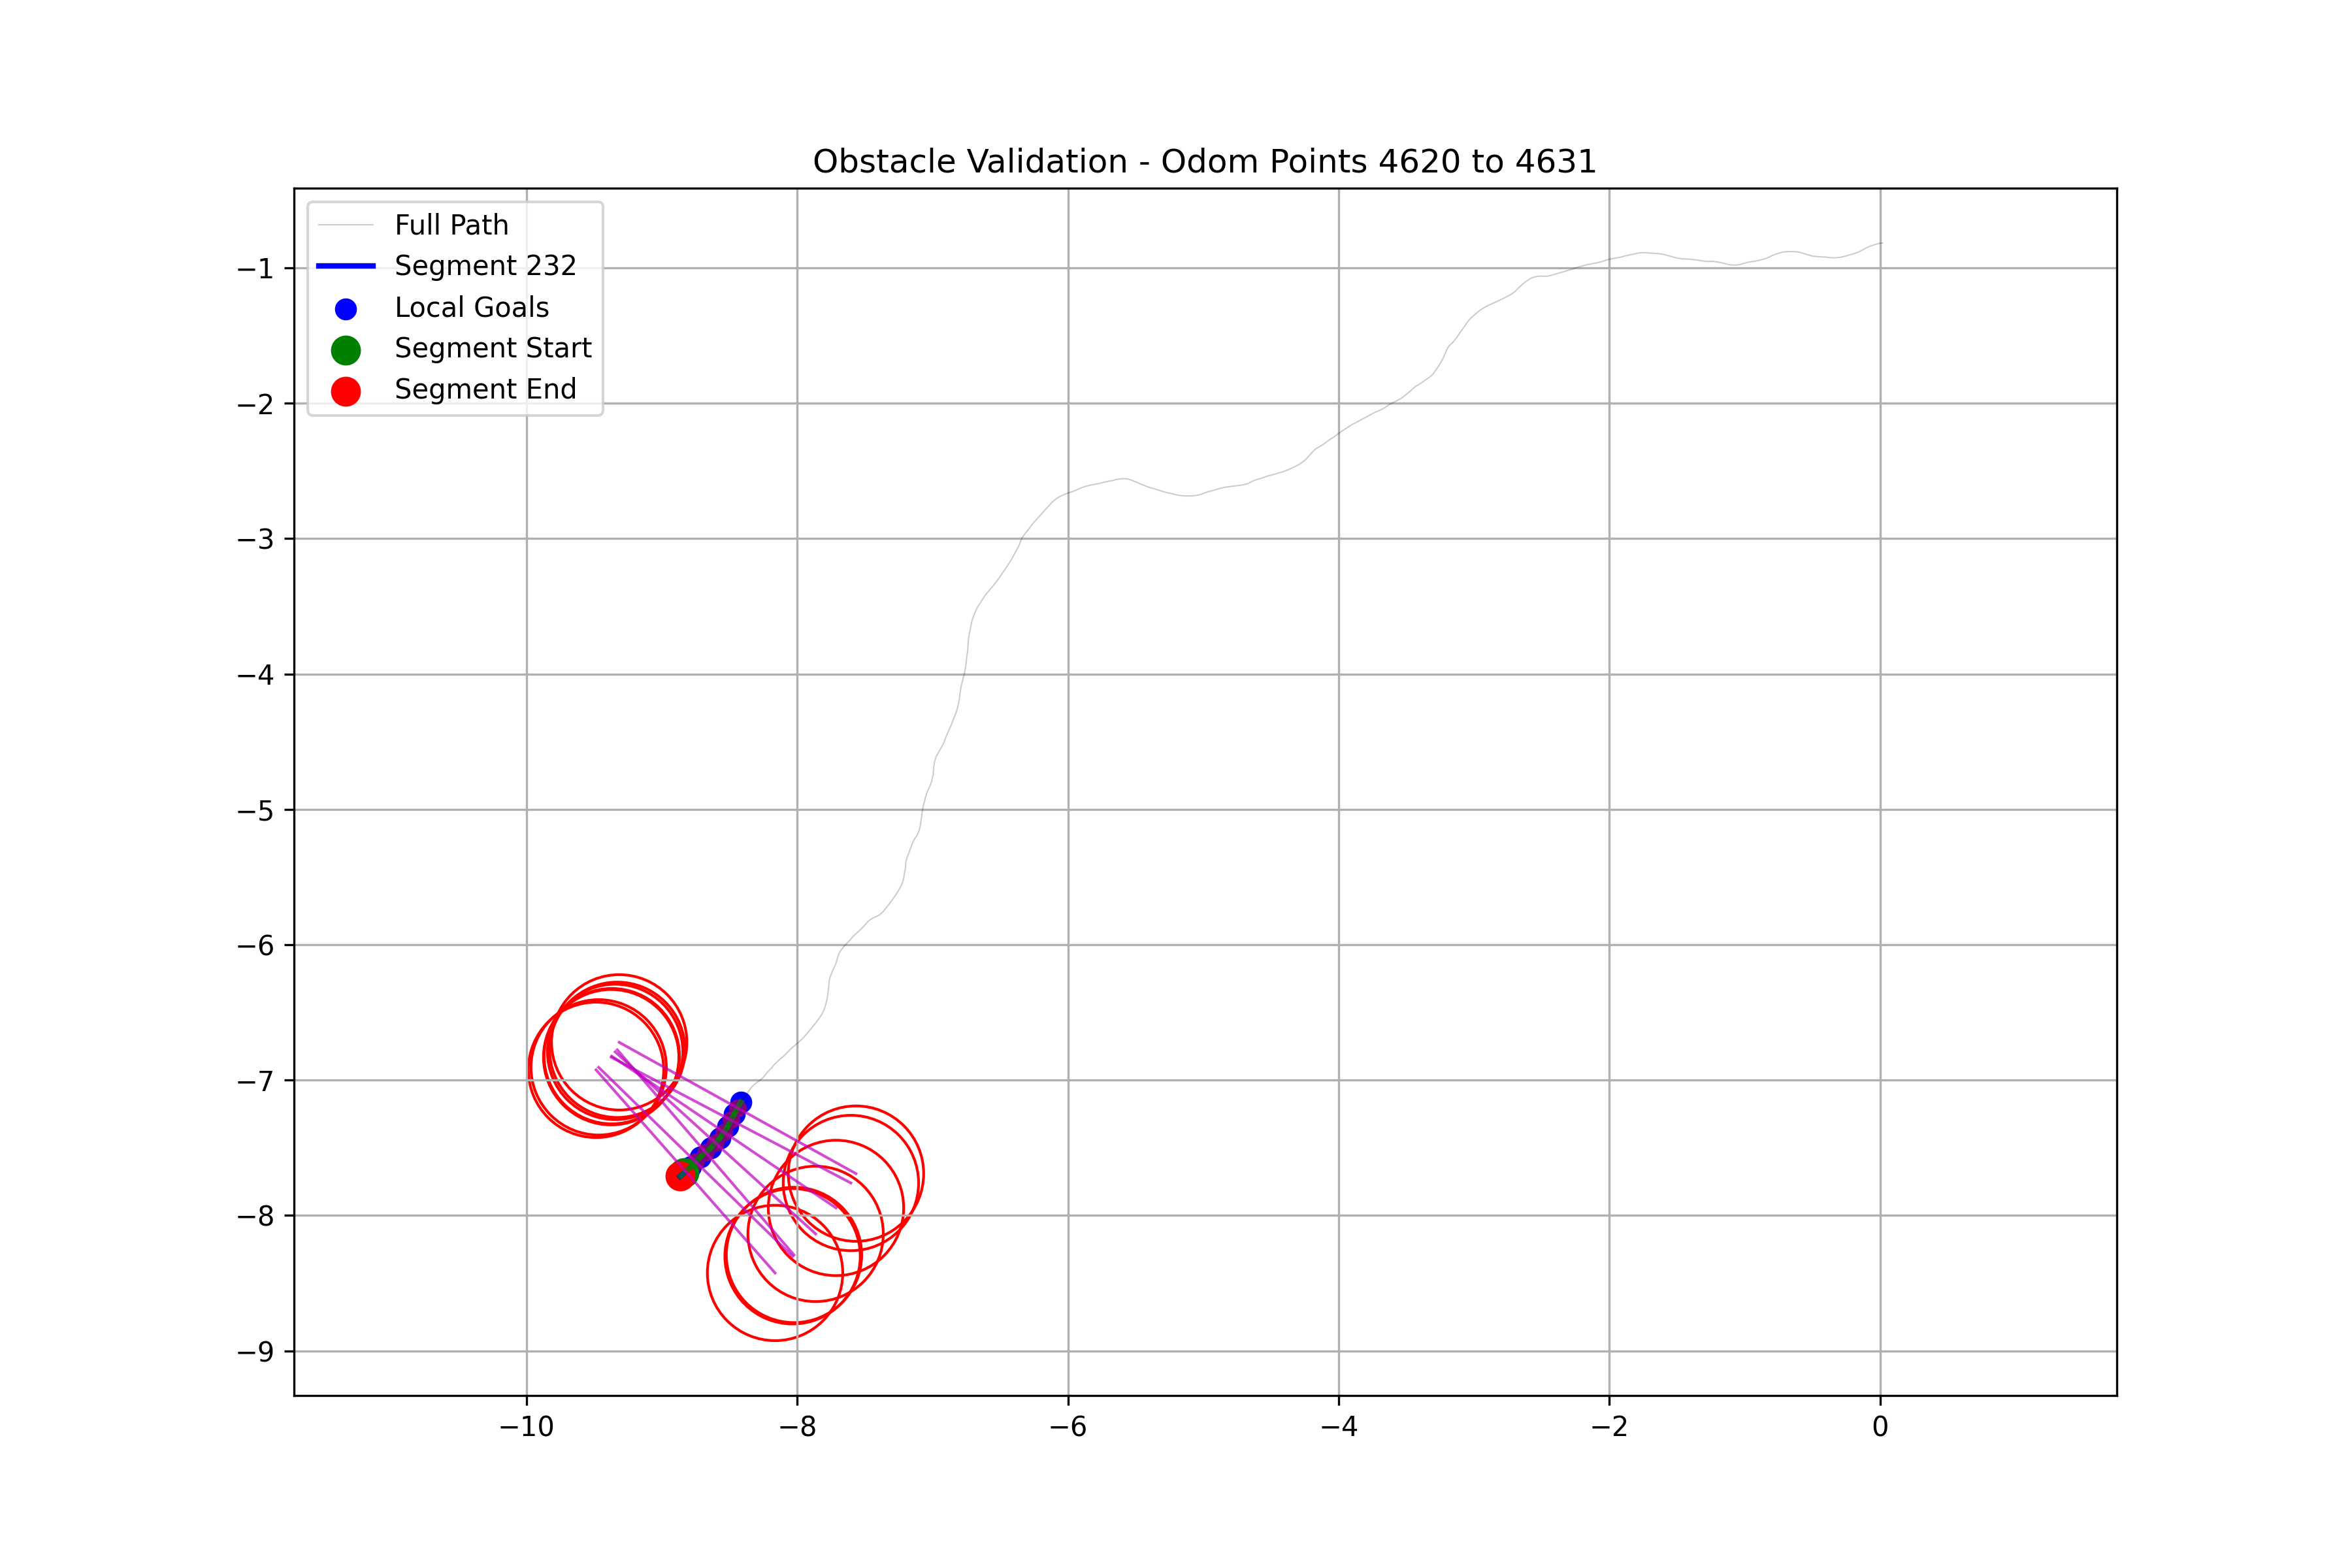 Obstacle Validation - Odom Points 4620 to 4631
Full Path
Segment 232
Local Goals
Segment Start
Segment End
−1
−2
−3
−4
−5
−6
−7
−8
−9
−10
−8
−6
−4
−2
0